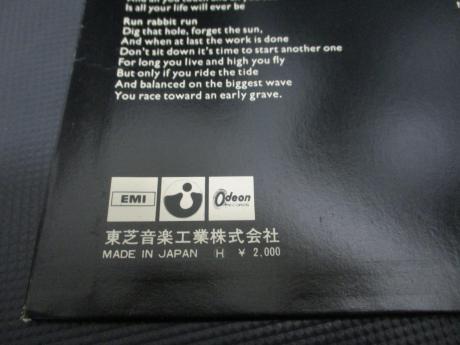 Is all your life will ever be
Run rabbit run
Dig that hole, forget the sun,
And when at last the work is done
Don't sit down it's time to start another one
For long you live and high you fly
But only if you ride the tide
And balanced on the biggest wave
You race toward an early grave.
EMI
Odeon
東芝音楽工業株式会社
MADE IN JAPAN H ¥ 2,000